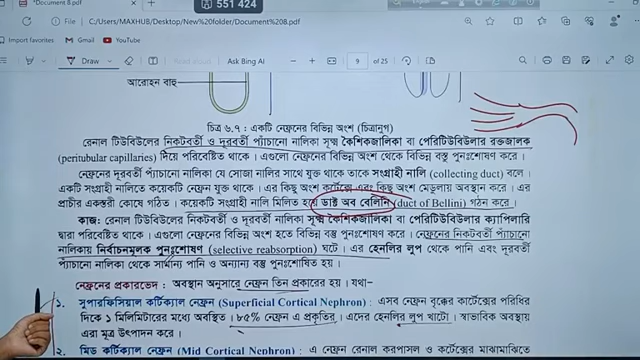 *Document 8.pdf
551 424
File
C:/Users/MAXHUB/Desktop/New%20folder/Document%208.pdf
Import favorites
Gmail
YouTube
Draw
Ask Bing AI
9 of 25
আরোহন বাহু
চিত্র ৬.৭ : একটি নেফ্রনের বিভিন্ন অংশ (চিত্রানুগ)
রেনাল টিউবিউলের নিকটবর্তী ও দূরবর্তী প্যাঁচানো নালিকা সূক্ষ্ম কৈশিকজালিকা বা পেরিটিউবিউলার রক্তজালক
(peritubular capillaries) দিয়ে পরিবেষ্টিত থাকে। এগুলো নেফ্রনের বিভিন্ন অংশ থেকে বিভিন্ন বস্তু পুনঃশোষণ করে।
নেফ্রনের দূরবর্তী প্যাঁচানো নালিকা যে সোজা নালির সাথে যুক্ত থাকে তাকে সংগ্রাহী নালি (collecting duct) বলে।
একটি সংগ্রাহী নালিতে কয়েকটি নেফ্রন যুক্ত থাকে। এর কিছু অংশ কর্টেক্সে এবং কিছু অংশ মেডুলায় অবস্থান করে। এর
প্রাচীর একস্তরী কোষে গঠিত। কয়েকটি সংগ্রাহী নালি মিলিত হয়ে ডাক্ট অব বেলিনি (duct of Bellini) গঠন করে।
কাজ: রেনাল টিউবিউলের নিকটবর্তী ও দূরবর্তী নালিকা সূক্ষ্ম কৈশিকজালিকা বা পেরিটিউবিউলার ক্যাপিলারি
দ্বারা পরিবেষ্টিত থাকে। এগুলো নেফ্রনের বিভিন্ন অংশ হতে বিভিন্ন বস্তু পুনঃশোষণ করে। নেফ্রনের নিকটবর্তী প্যাঁচানো
নালিকায় নির্বাচনমূলক পুনঃশোষণ (selective reabsorption) ঘটে। এর হেনলির লুপ থেকে পানি এবং দূরবর্তী
প্যাঁচানো নালিকা থেকে সামান্য পানি ও অন্যান্য বস্তু পুনঃশোষিত হয়।
নেফ্রনের প্রকারভেদ: অবস্থান অনুসারে নেফ্রন তিন প্রকারের হয়। যথা-
১. সুপারফিসিয়াল কর্টিক্যাল নেফ্রন (Superficial Cortical Nephron) : এসব নেফ্রন বৃক্কের কার্টেক্সের পরিধির
দিকে ১ মিলিমিটারের মধ্যে অবস্থিত। ৮৫% নেফ্রন এ প্রকৃতির। এদের হেনলির লুপ খাটো। স্বাভাবিক অবস্থায়
এরা মূত্র উৎপাদন করে।
২. মিড কর্টিক্যাল নেফ্রন (Mid Cortical Nephron) : এ নেফ্রন রেনাল করপাসল ও কর্টেক্সের মাঝামাঝিতে